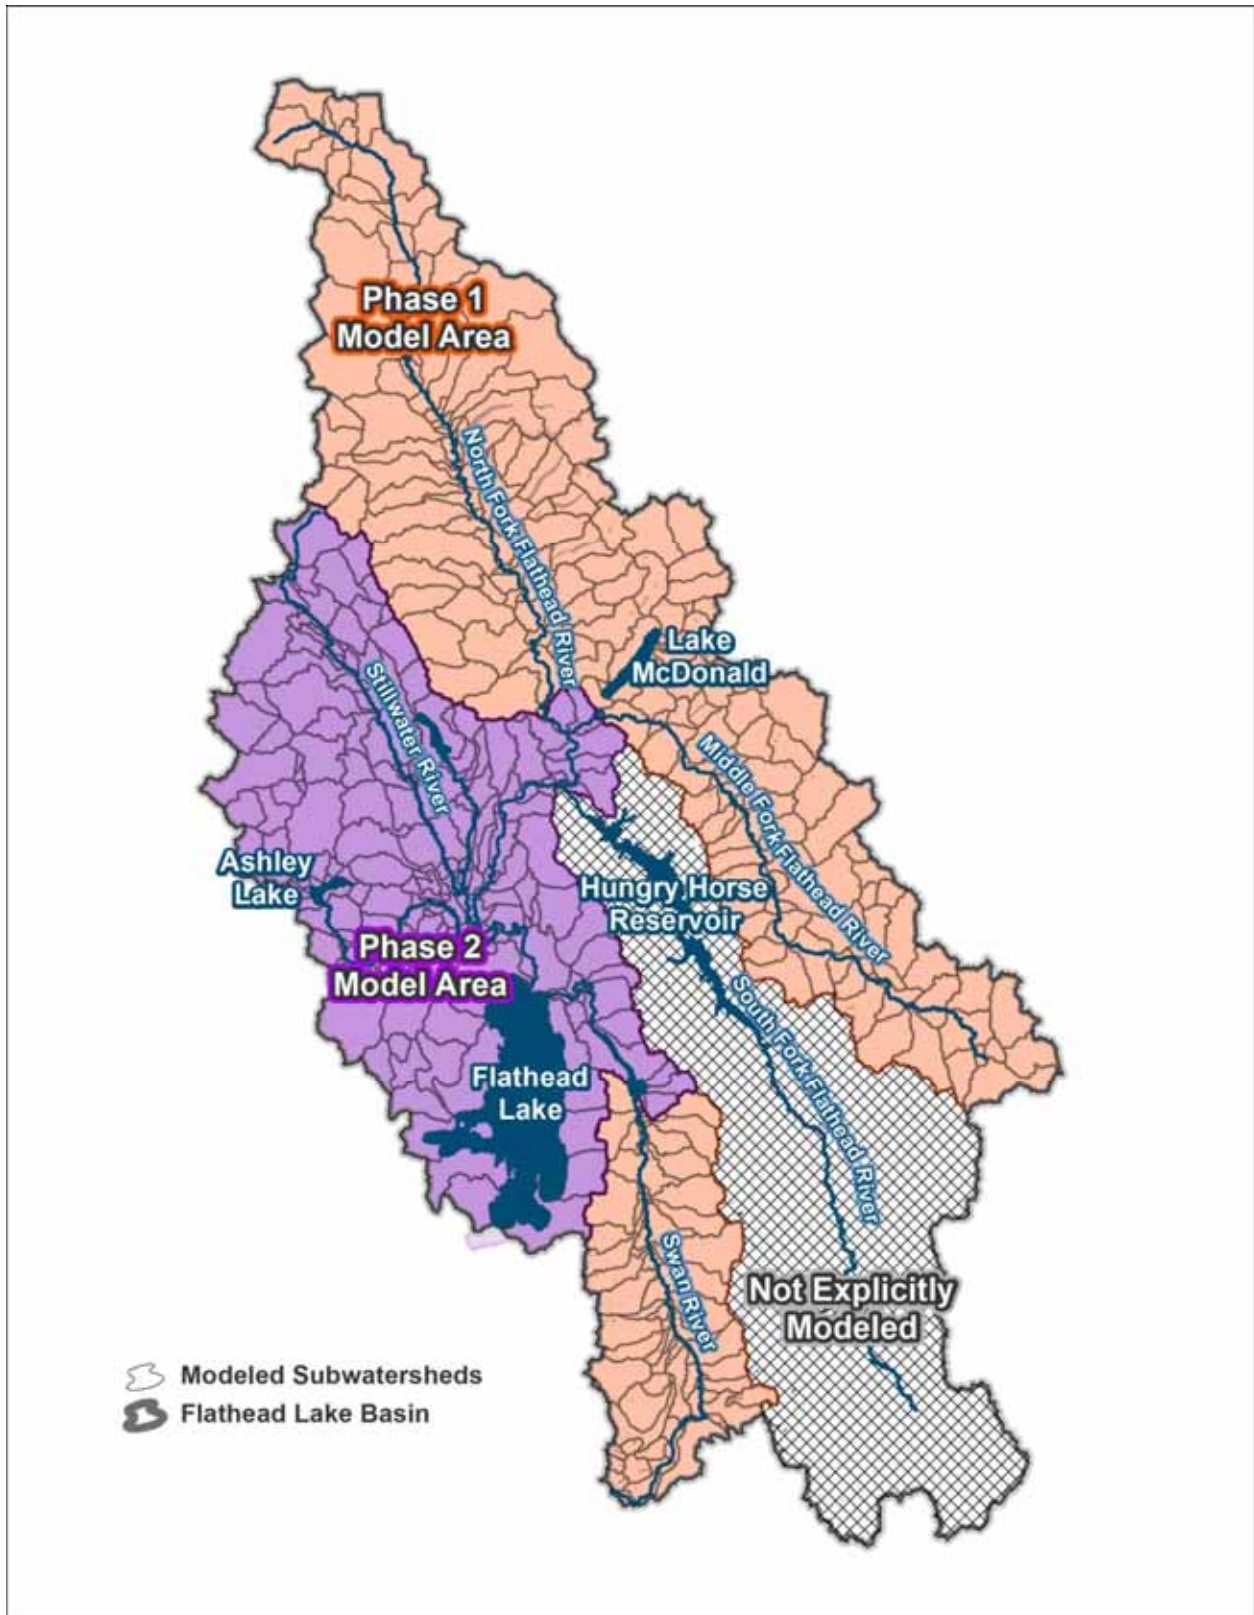 Phase 1
Model Area
North Fork Flathead River
Lake
McDonald
Stillwater River
Middle Fork Flathead River
Ashley
Lake
Hungry Horse
Reservoir
Phase 2
Model Area
South Fork Flathead River
Flathead
Lake
Swan River
Not Explicitly
Modeled
Modeled Subwatersheds
Flathead Lake Basin